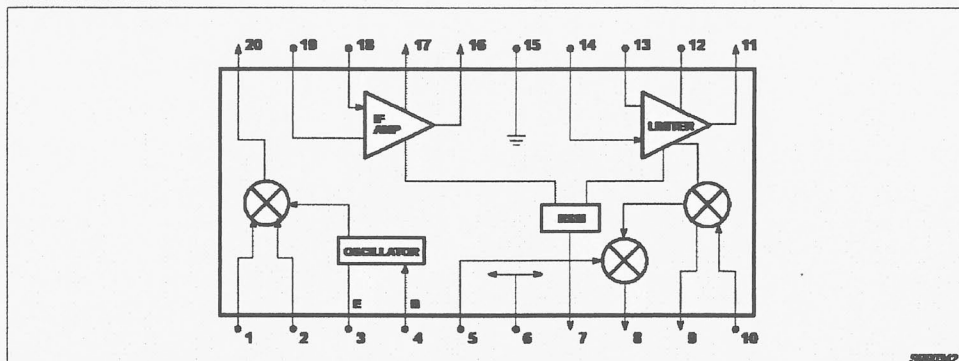 20 19 18 17 16 15 14 13 12 11
IF
AMP
LIMITER
RSSI
OSCILLATOR
E B
1 2 3 4 5 6 7 8 9 10